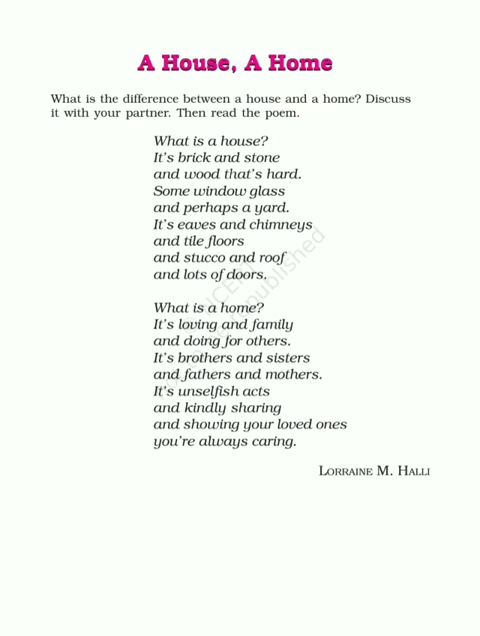 A House, A Home
What is the difference between a house and a home? Discuss
it with your partner. Then read the poem.
What is a house?
It's brick and stone
and wood that's hard.
Some window glass
and perhaps a yard.
It's eaves and chimneys
and tile floors
and stucco and roof
and lots of doors.
What is a home?
It's loving and family
and doing for others.
It's brothers and sisters
and fathers and mothers.
It's unselfish acts
and kindly sharing
and showing your loved ones
you're always caring.
LORRAINE M. HALLI